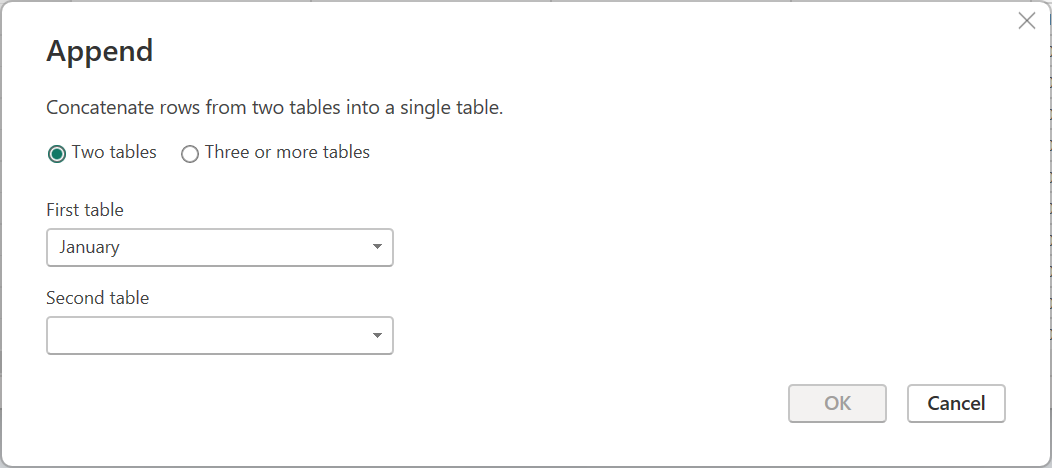 Append
Concatenate rows from two tables into a single table.
Two tables Three or more tables
First table
January
Second table
OK Cancel